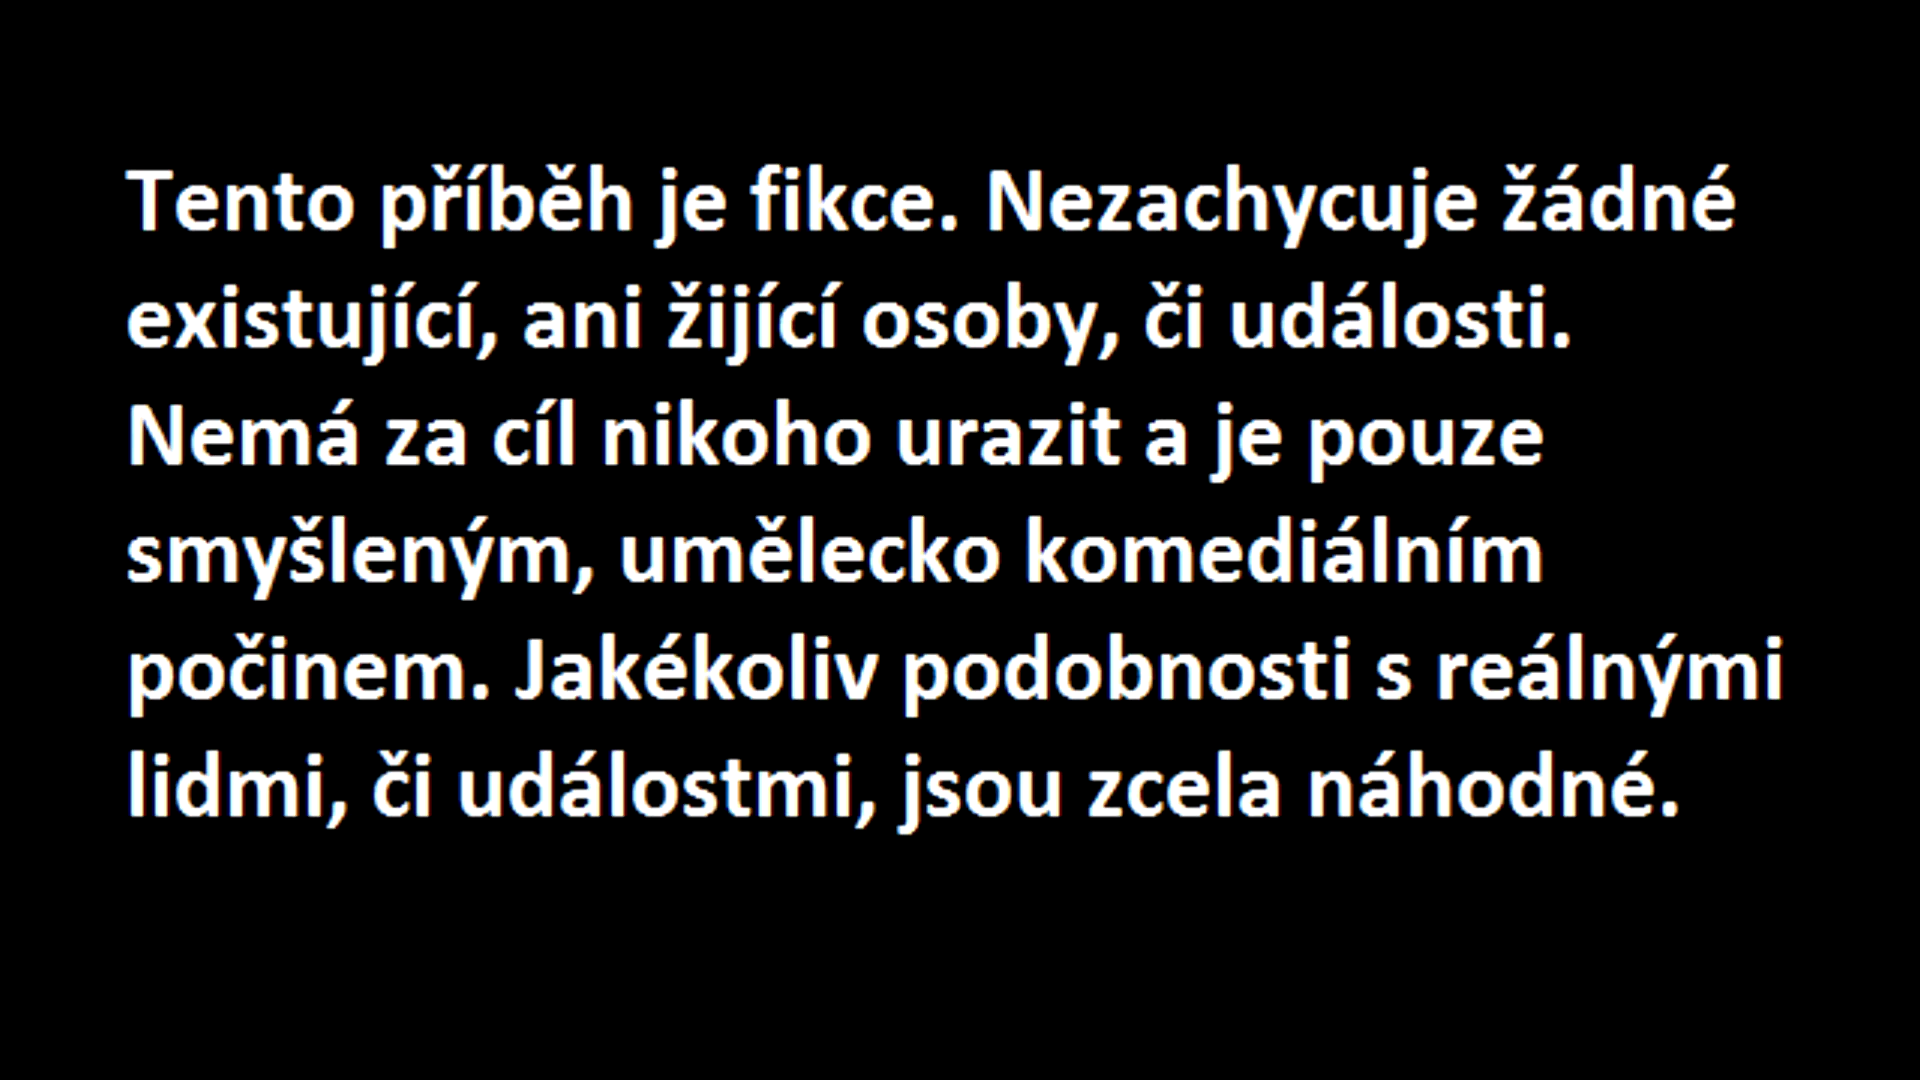 Tento příběh je fikce. Nezachycuje žádné
existující, ani žijící osoby, či události.
Nemá za cíl nikoho urazit a je pouze
smyšleným, umělecko komediálním
počinem. Jakékoliv podobnosti s reálnými
lidmi, či událostmi, jsou zcela náhodné.